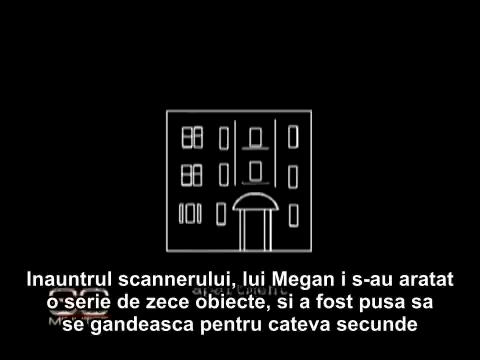 apartment
Inauntrul scannerului, lui Megan i s-au aratat
o serie de zece obiecte, si a fost pusa sa
se gandeasca pentru cateva secunde